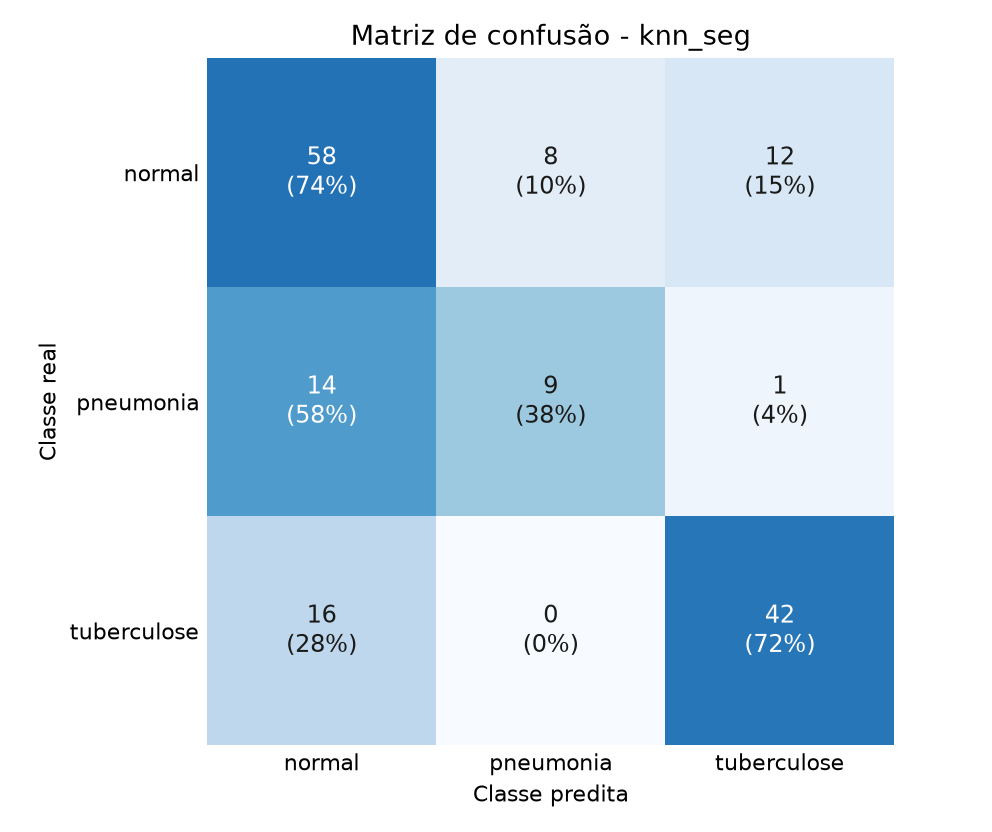 Matriz de confusão - knn_seg
Classe real
normal
58
(74%)
8
(10%)
12
(15%)
pneumonia
14
(58%)
9
(38%)
1
(4%)
tuberculose
16
(28%)
0
(0%)
42
(72%)
normal
pneumonia
tuberculose
Classe predita